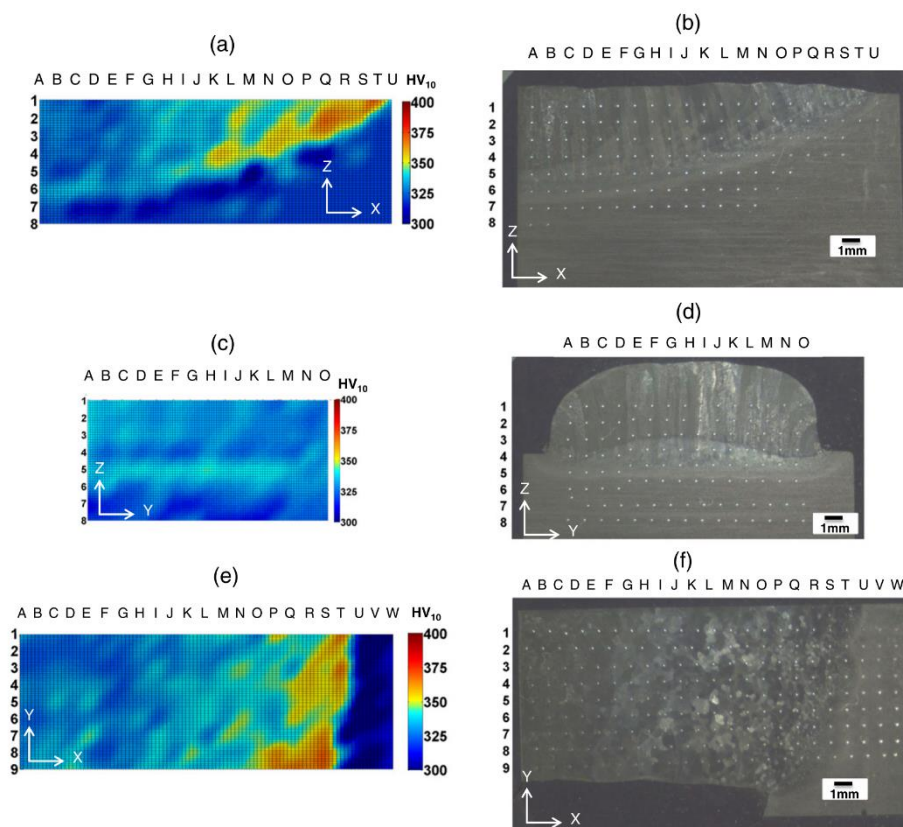 (a)
A B C D E F G H I J K L M N O P Q R S T U
HV10
1
2
3
4
5
6
7
8
Z
X
400
350
300
(b)
A B C D E F G H I J K L M N O P Q R S T U
1
2
3
4
5
6
7
8
Z
X
1mm
(c)
A B C D E F G H I J K L M N O
HV10
1
2
3
4
5
6
7
8
Z
Y
400
375
350
325
300
(d)
A B C D E F G H I J K L M N O
1
2
3
4
5
6
7
8
Z
Y
1mm
(e)
A B C D E F G H I J K L M N O P Q R S T U V W
HV10
1
2
3
4
5
6
7
8
9
Y
X
400
375
350
325
300
(f)
A B C D E F G H I J K L M N O P Q R S T U V W
1
2
3
4
5
6
7
8
9
Y
X
1mm